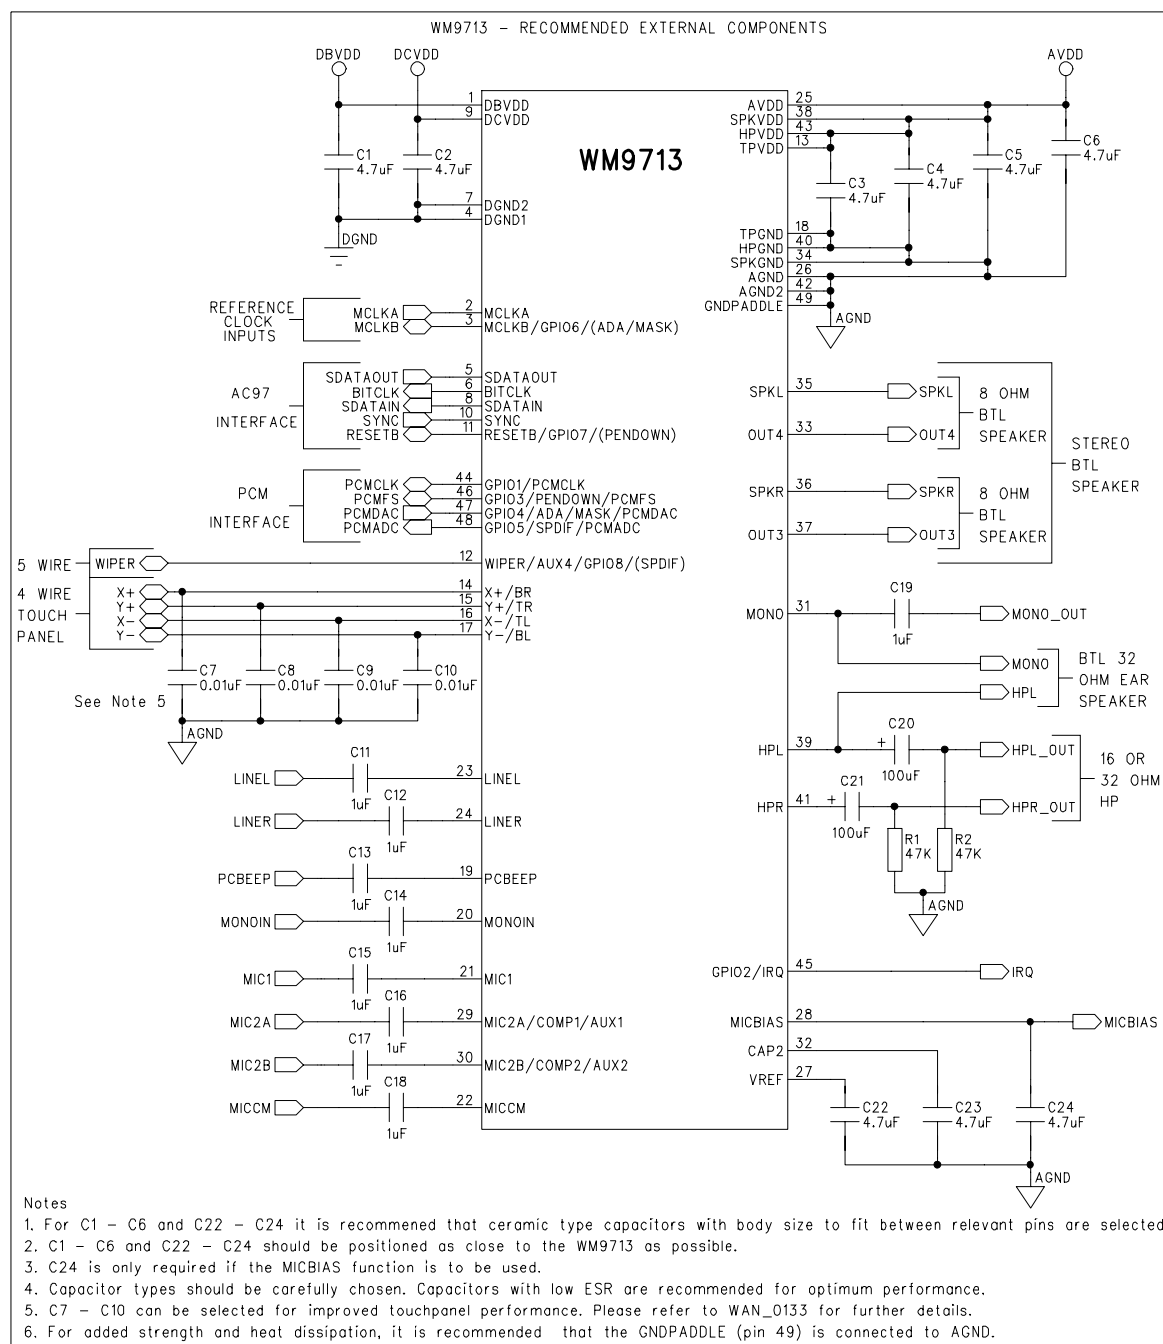 WM9713 - RECOMMENDED EXTERNAL COMPONENTS
DBVDD
DCVDD
AVDD
1
DBVDD
9
DCVDD
C1
4.7uF
C2
4.7uF
7
DGND2
4
DGND1
DGND
WM9713
AVDD
25
SPKVDD
38
HPVDD
43
TPVDD
13
C3
4.7uF
C4
4.7uF
C5
4.7uF
C6
4.7uF
TPGND
18
HPGND
40
SPKGND
34
AGND
26
AGND2
42
GNDPADDLE
49
AGND
REFERENCE
CLOCK
INPUTS
MCLKA
2
MCLKA
MCLKB
3
MCLKB/GPIO6/(ADA/MASK)
AC97
INTERFACE
SDATAOUT
5
SDATAOUT
BITCLK
6
BITCLK
SDATAIN
8
SDATAIN
SYNC
10
SYNC
RESETB
11
RESETB/GPIO7/(PENDOWN)
PCM
INTERFACE
PCMCLK
44
GPIO1/PCMCLK
PCMFS
46
GPIO3/PENDOWN/PCMFS
PCMDAC
47
GPIO4/ADA/MASK/PCMDAC
PCMADC
48
GPIO5/SPDIF/PCMADC
5 WIRE
WIPER
12
WIPER/AUX4/GPIO8/(SPDIF)
4 WIRE
TOUCH
PANEL
X+
14
X+/BR
Y+
15
Y+/TR
X-
16
X-/TL
Y-
17
Y-/BL
C7
0.01uF
C8
0.01uF
C9
0.01uF
C10
0.01uF
See Note 5
AGND
SPKL
35
SPKL
OUT4
33
OUT4
8 OHM
BTL
SPEAKER
SPKR
36
SPKR
OUT3
37
OUT3
8 OHM
BTL
SPEAKER
STEREO
BTL
SPEAKER
MONO
31
C19
1uF
MONO_OUT
MONO
HPL
BTL 32
OHM EAR
SPEAKER
HPL
39
+
C20
100uF
HPL_OUT
HPR
41
+
C21
100uF
HPR_OUT
16 OR
32 OHM
HP
R1
47K
R2
47K
AGND
LINEL
C11
1uF
23
LINEL
LINER
C12
1uF
24
LINER
PCBEEP
C13
1uF
19
PCBEEP
MONOIN
C14
1uF
20
MONOIN
MIC1
C15
1uF
21
MIC1
MIC2A
C16
1uF
29
MIC2A/COMP1/AUX1
MIC2B
C17
1uF
30
MIC2B/COMP2/AUX2
MICCM
C18
1uF
22
MICCM
GPIO2/IRQ
45
IRQ
MICBIAS
28
MICBIAS
CAP2
32
VREF
27
C22
4.7uF
C23
4.7uF
C24
4.7uF
AGND
Notes
1. For C1 - C6 and C22 - C24 it is recommened that ceramic type capacitors with body size to fit between relevant pins are selected
2. C1 - C6 and C22 - C24 should be positioned as close to the WM9713 as possible.
3. C24 is only required if the MICBIAS function is to be used.
4. Capacitor types should be carefully chosen. Capacitors with low ESR are recommended for optimum performance.
5. C7 - C10 can be selected for improved touchpanel performance. Please refer to WAN_0133 for further details.
6. For added strength and heat dissipation, it is recommended that the GNDPADDLE (pin 49) is connected to AGND.